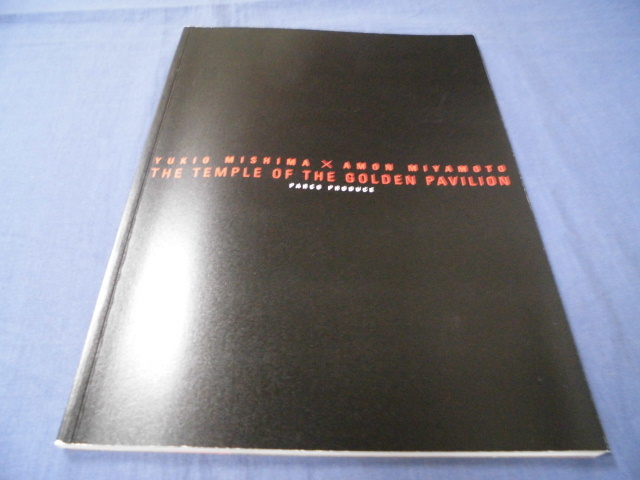 YUKIO MISHIMA × AMON MIYAMOTO
THE TEMPLE OF THE GOLDEN PAVILION
PARCO PRODUCE